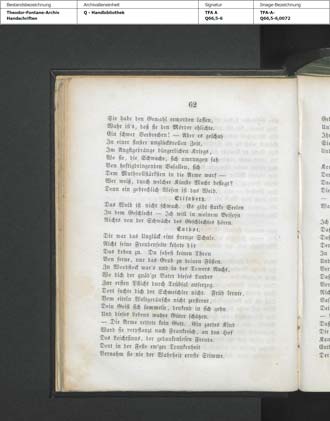 Bestandsbezeichnung
Archivalieneinheit
Signatur
Image-Bezeichnung
Theodor-Fontane-Archiv
Handschriften
Q - Handbibliothek
TFA A
Q66,5-6
TFA-A-
Q66,5-6,0072
62
Sie habe den Gemahl ermorden lassen,
Wahr ist's, daß sie den Mörder ehlichte.
Ein schwer Verbrechen! — Aber es geschah
In einer finster unglückvollen Zeit,
Im Angstgedränge bürgerlichen Kriegs,
Wo sie, die Schwache, sich umrungen sah
Von heftigdringenden Vasallen, sich
Dem Muthvollstärksten in die Arme warf —
Wer weiß, durch welcher Künste Macht besiegt?
Denn ein gebrechlich Wesen ist das Weib.
Elisabeth.
Das Weib ist nicht schwach. Es gibt starke Seelen
In dem Geschlecht — Ich will in meinem Beiseyn
Nichts von der Schwäche des Geschlechtes hören.
Talbot.
Dir war das Unglück eine strenge Schule.
Nicht seine Freudenseite kehrte dir
Das Leben zu. Du sahest keinen Thron
Von ferne, nur das Grab zu deinen Füßen.
Zu Woodstock war's und in des Towers Nacht,
Wo dich der gnäd'ge Vater dieses Landes
Zur ersten Pflicht durch Trübsal auferzog.
Dort suchte dich der Schmeichler nicht. Früh lernte,
Vom eiteln Weltgeräusche nicht zerstreut,
Dein Geist sich sammeln, denkend in sich gehn,
Und dieses Lebens wahre Güter schätzen.
— Die Arme rettete kein Gott. Ein zartes Kind
Ward sie verpflanzt nach Frankreich, an den Hof
Des Leichtsinns, der gedankenlosen Freude.
Dort in der Feste ew'ger Trunkenheit
Vernahm sie nie der Wahrheit ernste Stimme.